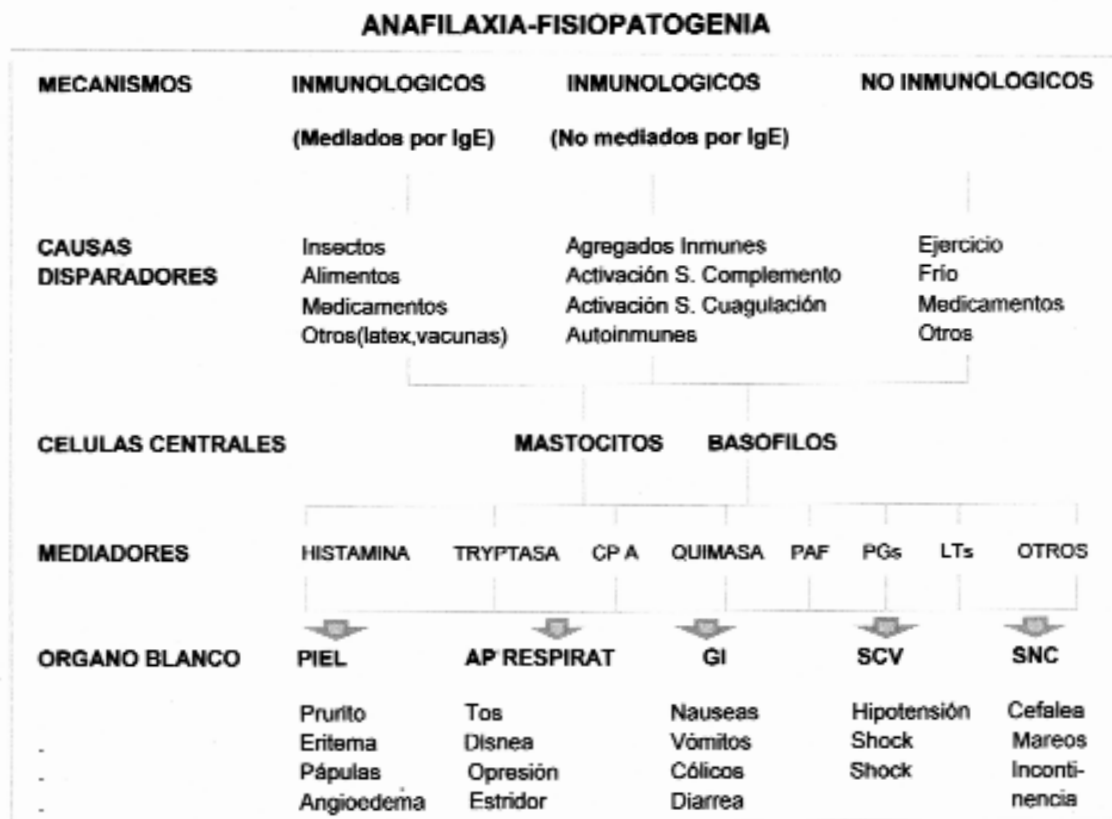 ANAFILAXIA-FISIOPATOGENIA
MECANISMOS INMUNOLOGICOS INMUNOLOGICOS NO INMUNOLOGICOS
(Mediados por IgE) (No mediados por IgE)
CAUSAS Insectos Agregados Inmunes Ejercicio
DISPARADORES Alimentos Activación S. Complemento Frío
Medicamentos Activación S. Cuagulación Medicamentos
Otros(latex,vacunas) Autoinmunes Otros
CELULAS CENTRALES MASTOCITOS BASOFILOS
MEDIADORES HISTAMINA TRYPTASA CP A QUIMASA PAF PGs LTs OTROS
ORGANO BLANCO PIEL AP RESPIRAT GI SCV SNC
Prurito Tos Nauseas Hipotensión Cefalea
. Eritema Disnea Vómitos Shock Mareos
. Pápulas Opresión Cólicos Shock Inconti-
. Angioedema Estridor Diarrea nencia